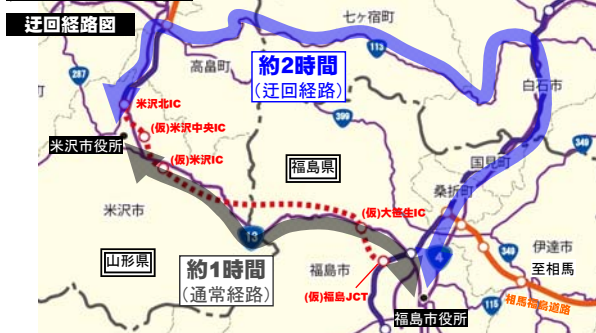 迂回経路図
七ヶ宿町
113
287
高畠町
約2時間
(迂回経路)
白石市
米沢北IC
399
(仮)米沢中央IC
米沢市役所
349
(仮)米沢IC
国見町
福島県
桑折町
米沢市
(仮)大笹生IC
13
349
伊達市
4
山形県
約1時間
福島市
至相馬
(通常経路)
(仮)福島JCT
相馬福島道路
115
福島市役所